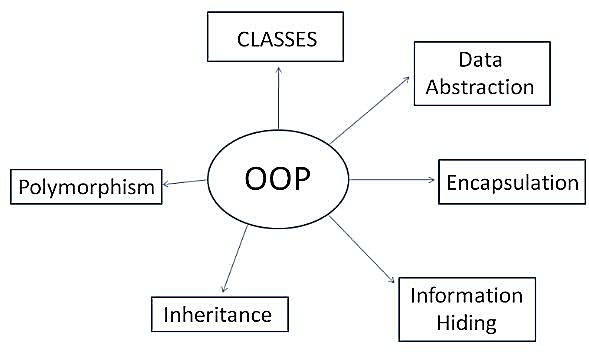 CLASSES
Data
Abstraction
OOP
Polymorphism
Encapsulation
Inheritance
Information
Hiding